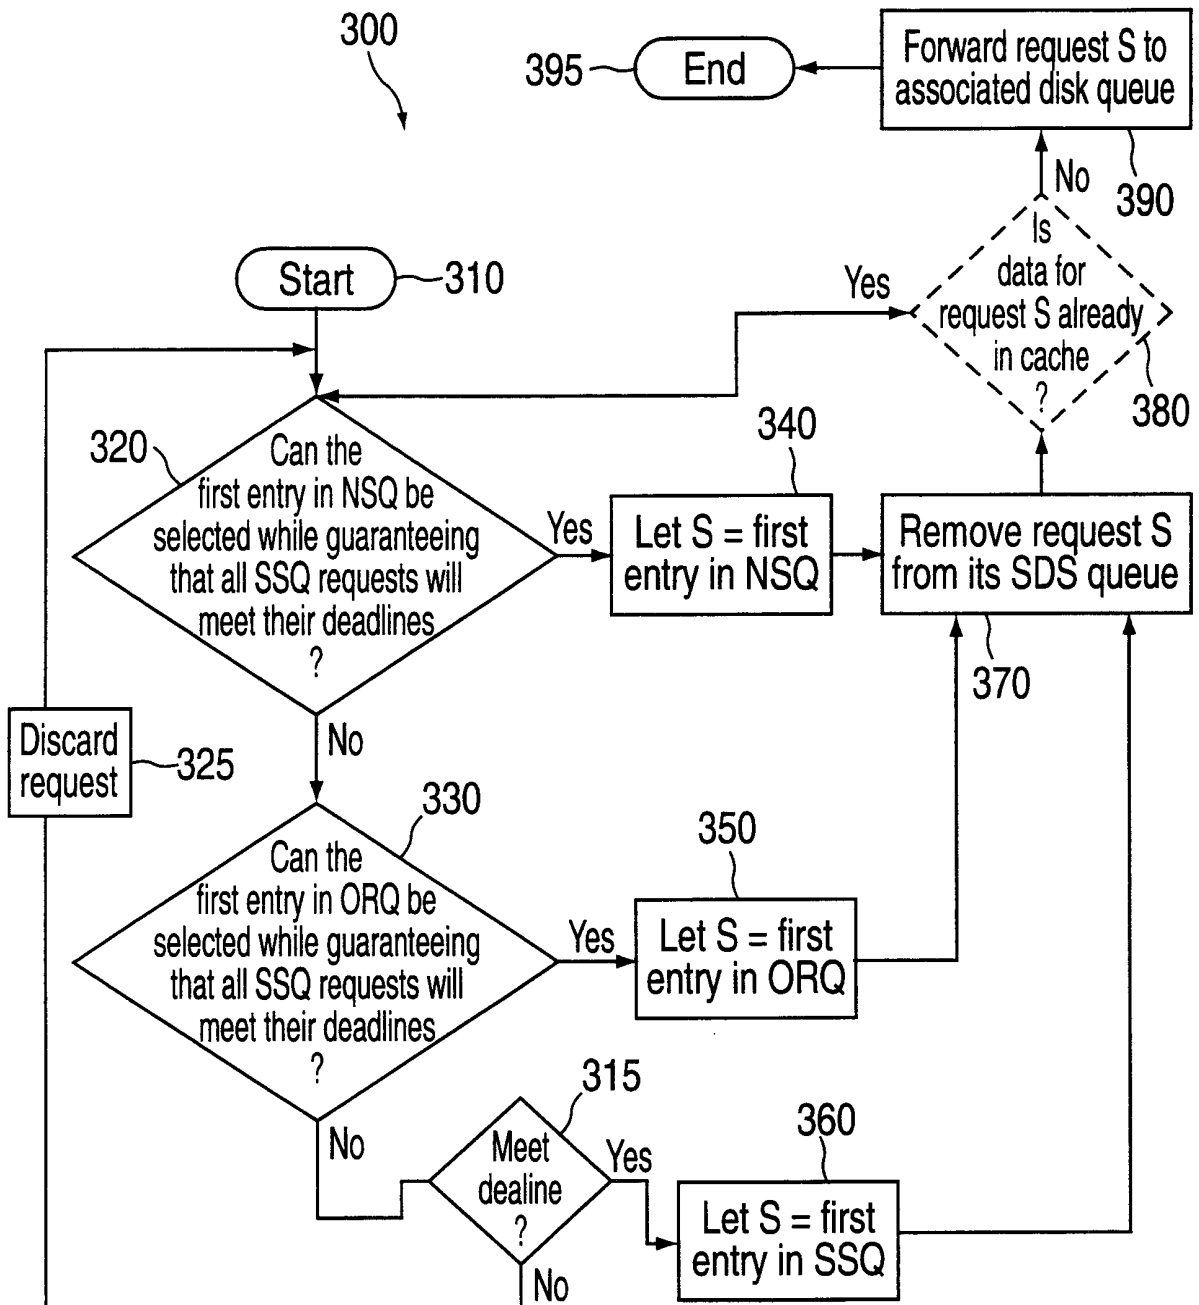 300
395
End
Forward request S to
associated disk queue
390
No
Is
data for
request S already
in cache
?
380
Yes
Start
310
320
Can the
first entry in NSQ be
selected while guaranteeing
that all SSQ requests will
meet their deadlines
?
Yes
340
Let S = first
entry in NSQ
Remove request S
from its SDS queue
370
No
Discard
request
325
330
Can the
first entry in ORQ be
selected while guaranteeing
that all SSQ requests will
meet their deadlines
?
Yes
350
Let S = first
entry in ORQ
No
315
Meet
dealine
?
Yes
360
Let S = first
entry in SSQ
No